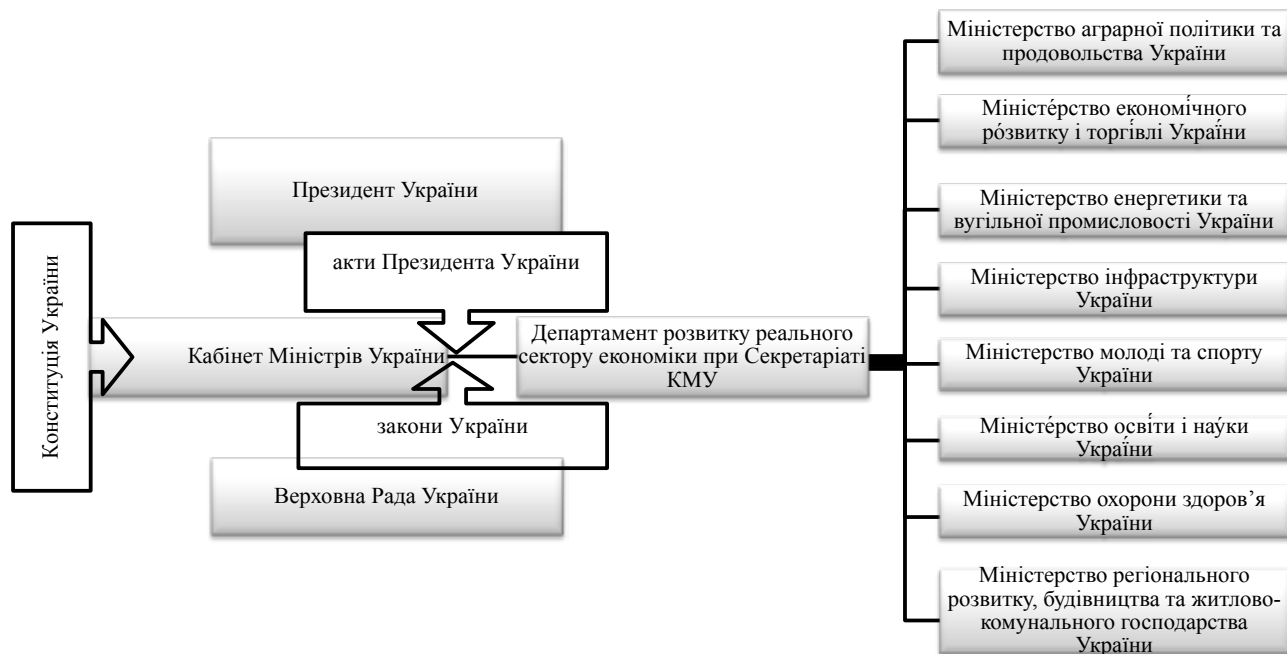 Конституція України
Президент України
акти Президента України
Кабінет Міністрів України
закони України
Верховна Рада України
Департамент розвитку реального
сектору економіки при Секретаріаті
КМУ
Міністерство аграрної політики та
продовольства України
Міністе́рство економі́чного
ро́звитку і торгі́влі Украї́ни
Міністерство енергетики та
вугільної промисловості України
Міністерство інфраструктури
України
Міністерство молоді та спорту
України
Міністе́рство осві́ти і нау́ки
Украї́ни
Міністерство охорони здоров’я
України
Міністерство регіонального
розвитку, будівництва та житлово-
комунального господарства
України